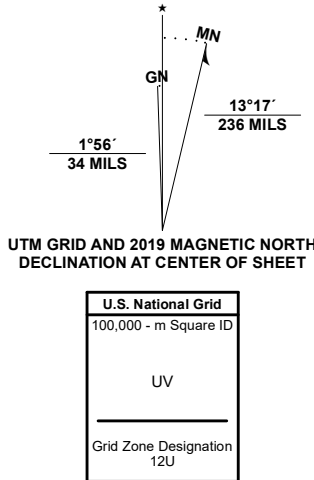 ★
MN
GN
13°17´
236 MILS
1°56´
34 MILS
UTM GRID AND 2019 MAGNETIC NORTH
DECLINATION AT CENTER OF SHEET
U.S. National Grid
100,000 - m Square ID
UV
Grid Zone Designation
12U